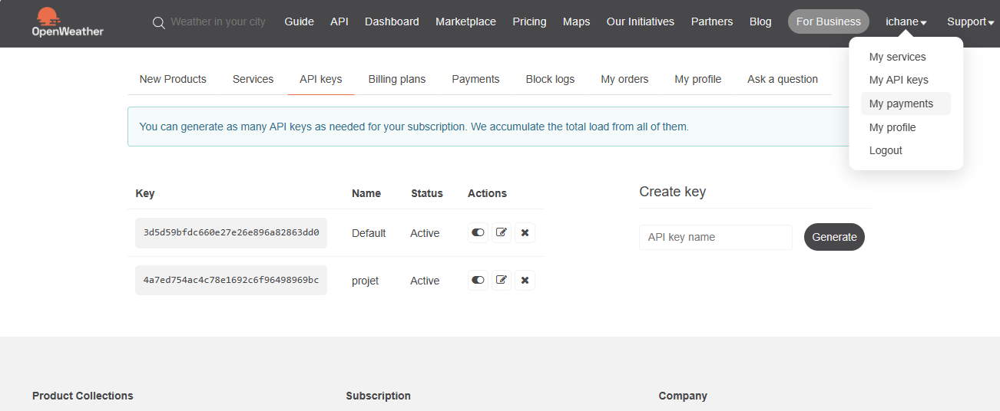 OpenWeather
Weather in your city Guide API Dashboard Marketplace Pricing Maps Our Initiatives Partners Blog For Business ichane Support
My services
My API keys
My payments
My profile
Logout
New Products Services API keys Billing plans Payments Block logs My orders My profile Ask a question
You can generate as many API keys as needed for your subscription. We accumulate the total load from all of them.
Key Name Status Actions
3d5d59bfdc660e27e26e896a82863dd0 Default Active
4a7ed754ac4c78e1692c6f96498969bc projet Active
Create key
API key name Generate
Product Collections Subscription Company